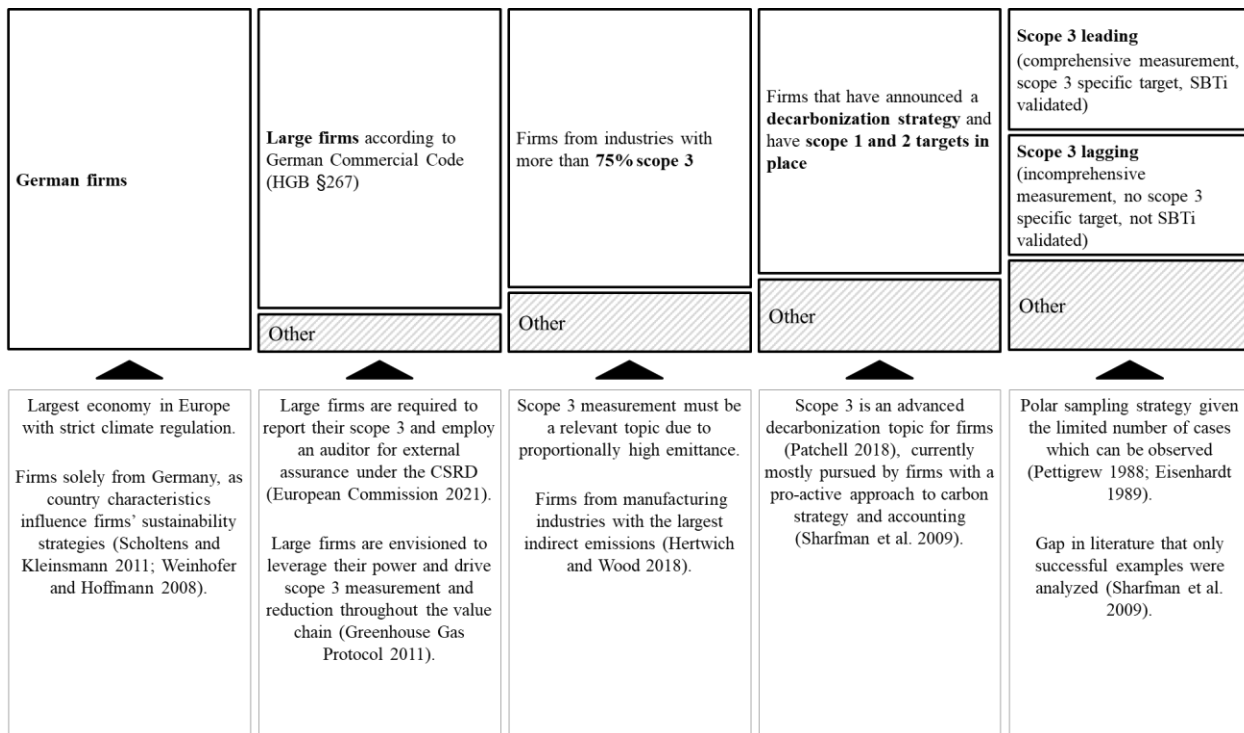 German firms
Large firms according to
German Commercial Code
(HGB §267)
Other
Firms from industries with
more than 75% scope 3
Other
Firms that have announced a
decarbonization strategy and
have scope 1 and 2 targets in
place
Other
Scope 3 leading
(comprehensive measurement,
scope 3 specific target, SBTi
validated)
Scope 3 lagging
(incomprehensive
measurement, no scope 3
specific target, not SBTi
validated)
Other
Largest economy in Europe
with strict climate regulation.
Firms solely from Germany, as
country characteristics
influence firms' sustainability
strategies (Scholtens and
Kleinsmann 2011; Weinhofer
and Hoffmann 2008).
Large firms are required to
report their scope 3 and employ
an auditor for external
assurance under the CSRD
(European Commission 2021).
Large firms are envisioned to
leverage their power and drive
scope 3 measurement and
reduction throughout the value
chain (Greenhouse Gas
Protocol 2011).
Scope 3 measurement must be
a relevant topic due to
proportionally high emittance.
Firms from manufacturing
industries with the largest
indirect emissions (Hertwich
and Wood 2018).
Scope 3 is an advanced
decarbonization topic for firms
(Patchell 2018), currently
mostly pursued by firms with a
pro-active approach to carbon
strategy and accounting
(Sharfman et al. 2009).
Polar sampling strategy given
the limited number of cases
which can be observed
(Pettigrew 1988; Eisenhardt
1989).
Gap in literature that only
successful examples were
analyzed (Sharfman et al.
2009).